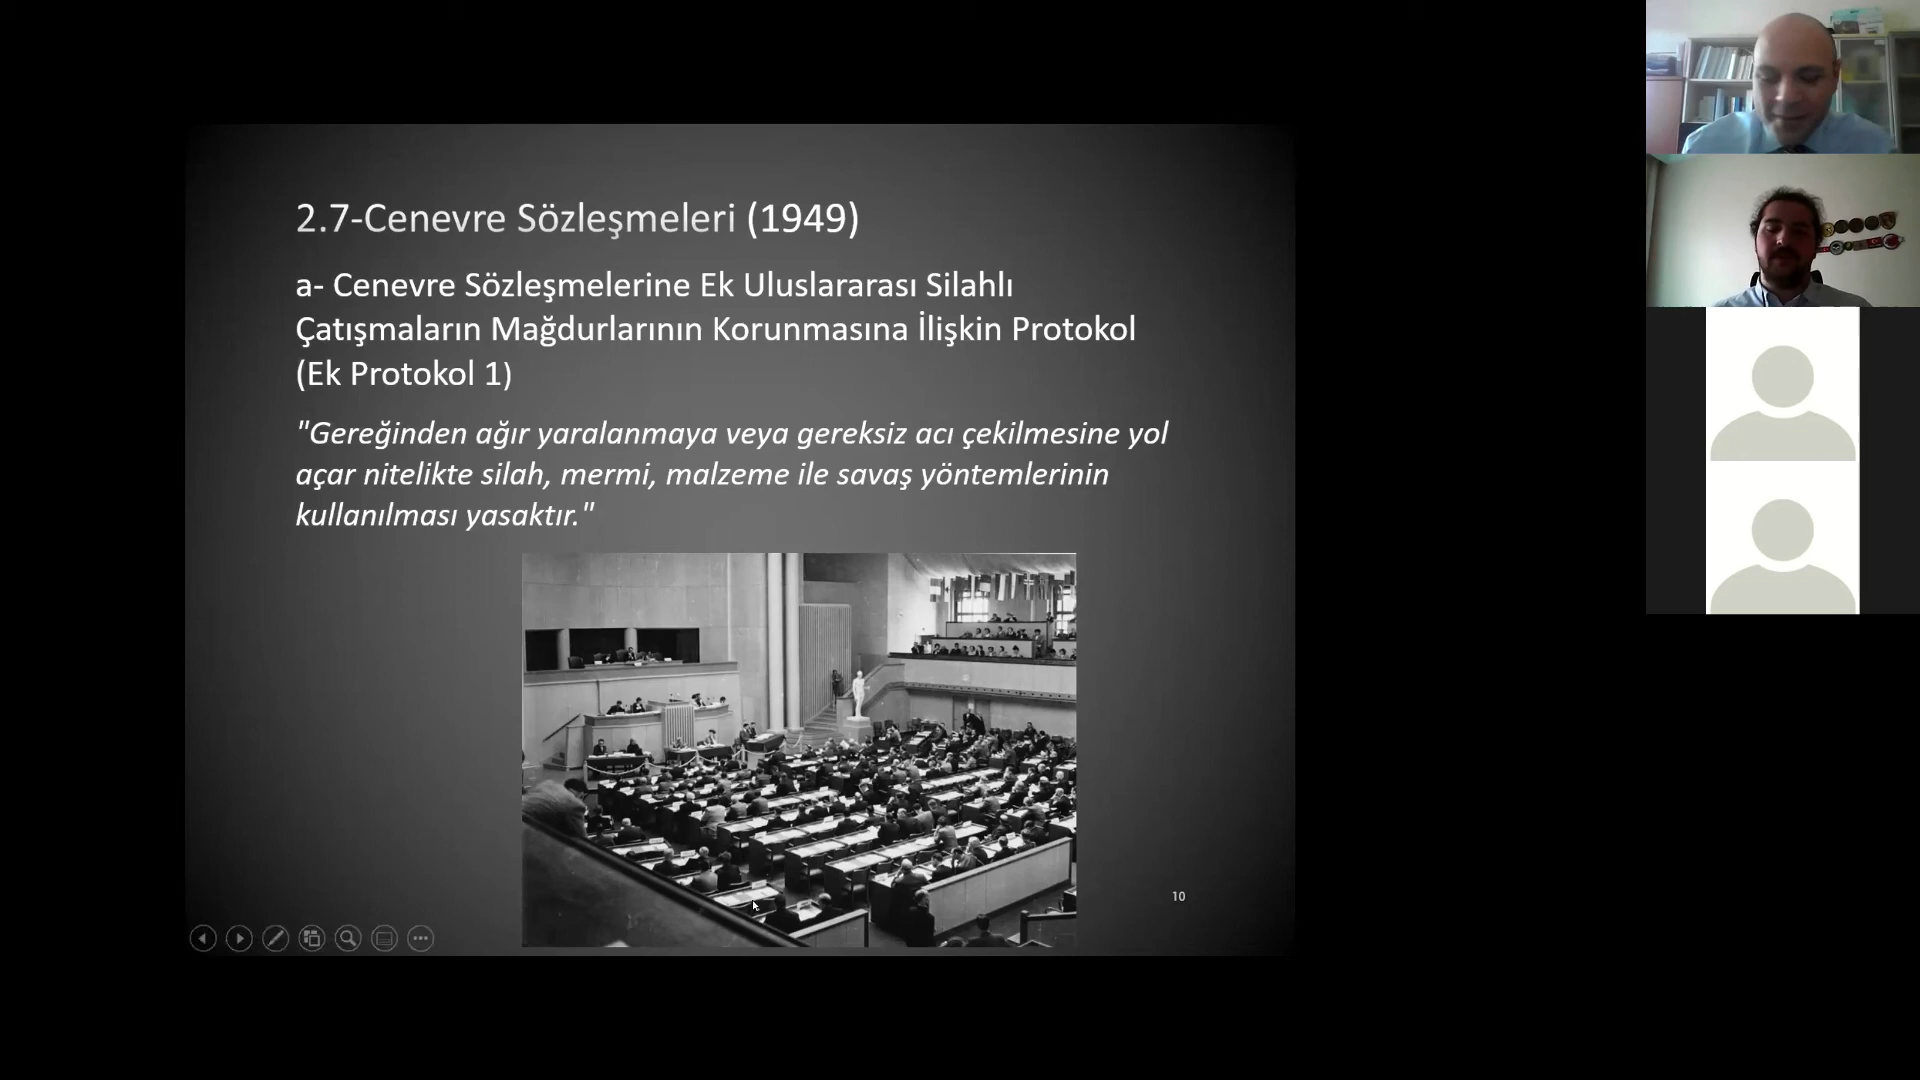 2.7-Cenevre Sözleşmeleri (1949)
a- Cenevre Sözleşmelerine Ek Uluslararası Silahlı
Çatışmaların Mağdurlarının Korunmasına İlişkin Protokol
(Ek Protokol 1)
"Gereğinden ağır yaralanmaya veya gereksiz acı çekilmesine yol
açar nitelikte silah, mermi, malzeme ile savaş yöntemlerinin
kullanılması yasaktır."
10